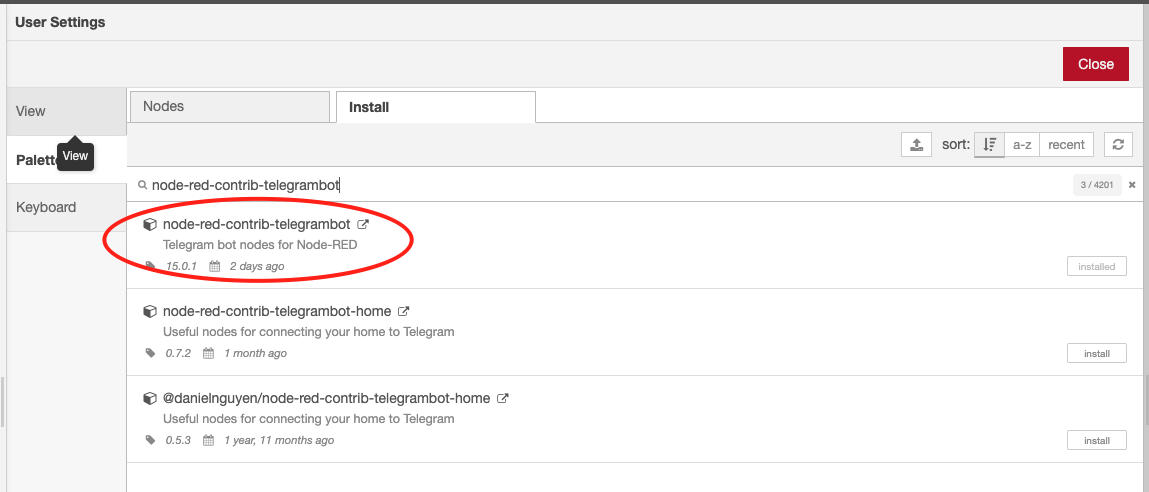 User Settings
Close
View
Palette
View
Keyboard
Nodes
Install
sort: a-z recent
node-red-contrib-telegrambot
3 / 4201
node-red-contrib-telegrambot
Telegram bot nodes for Node-RED
15.0.1 2 days ago
installed
node-red-contrib-telegrambot-home
Useful nodes for connecting your home to Telegram
0.7.2 1 month ago
install
@danielnguyen/node-red-contrib-telegrambot-home
Useful nodes for connecting your home to Telegram
0.5.3 1 year, 11 months ago
install